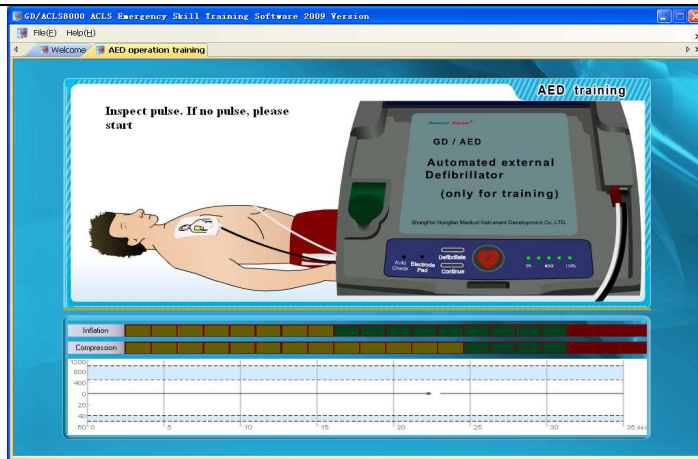 GD/ACLS8000 ACLS Emergency Skill Training Software 2009 Version
File(F) Help(H)
Welcome AED operation training
AED training
Inspect pulse. If no pulse, please
start
GD / AED
Automated external
Defibrillator
(only for training)
ShangHai Honglian Medical Instrument Development Co.,LTD.
Auto
Check
Electrode
Pad
Defibrillate
Continue
100%
Inflation
Compression
1200
800
400
0
20
40
60
0 5 10 15 20 25 30 35 sec